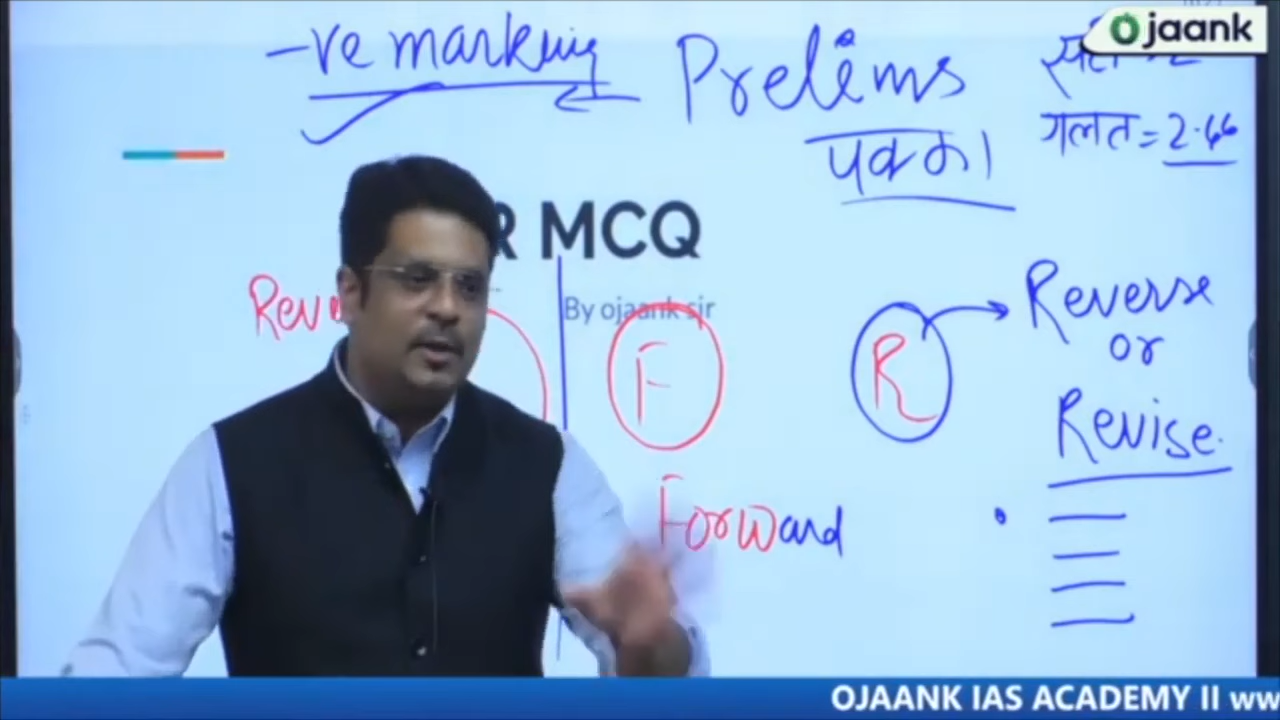 Ojaank
-ve marking
Prelims
पक्का
गलत = 2.66
MCQ
By ojaank sir
F
R
Reverse
or
Revise.
Forward
OJAANK IAS ACADEMY II ww